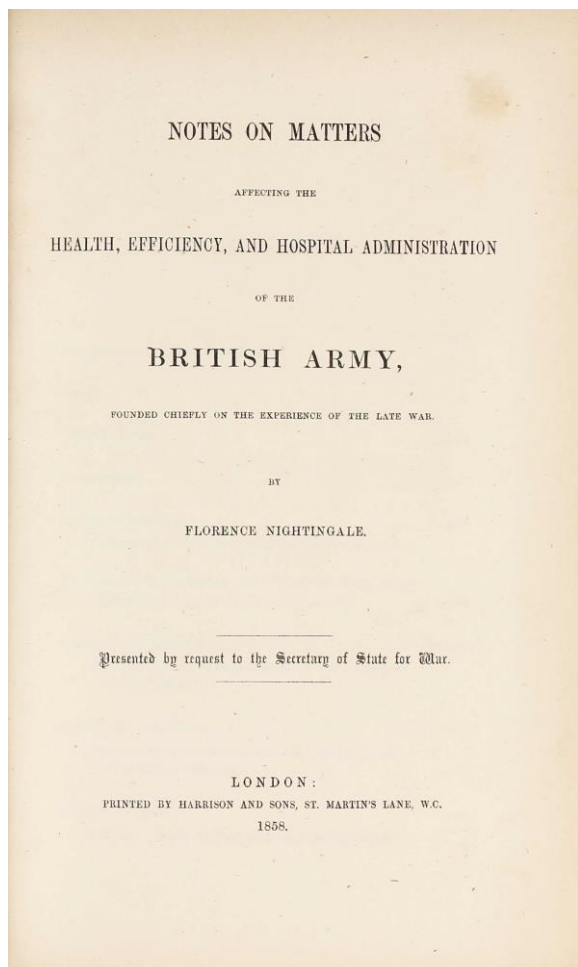 NOTES ON MATTERS
AFFECTING THE
HEALTH, EFFICIENCY, AND HOSPITAL ADMINISTRATION
OF THE
BRITISH ARMY,
FOUNDED CHIEFLY ON THE EXPERIENCE OF THE LATE WAR.
BY
FLORENCE NIGHTINGALE.
Presented by request to the Secretary of State for War.
LONDON:
PRINTED BY HARRISON AND SONS, ST. MARTIN'S LANE, W.C.
1858.